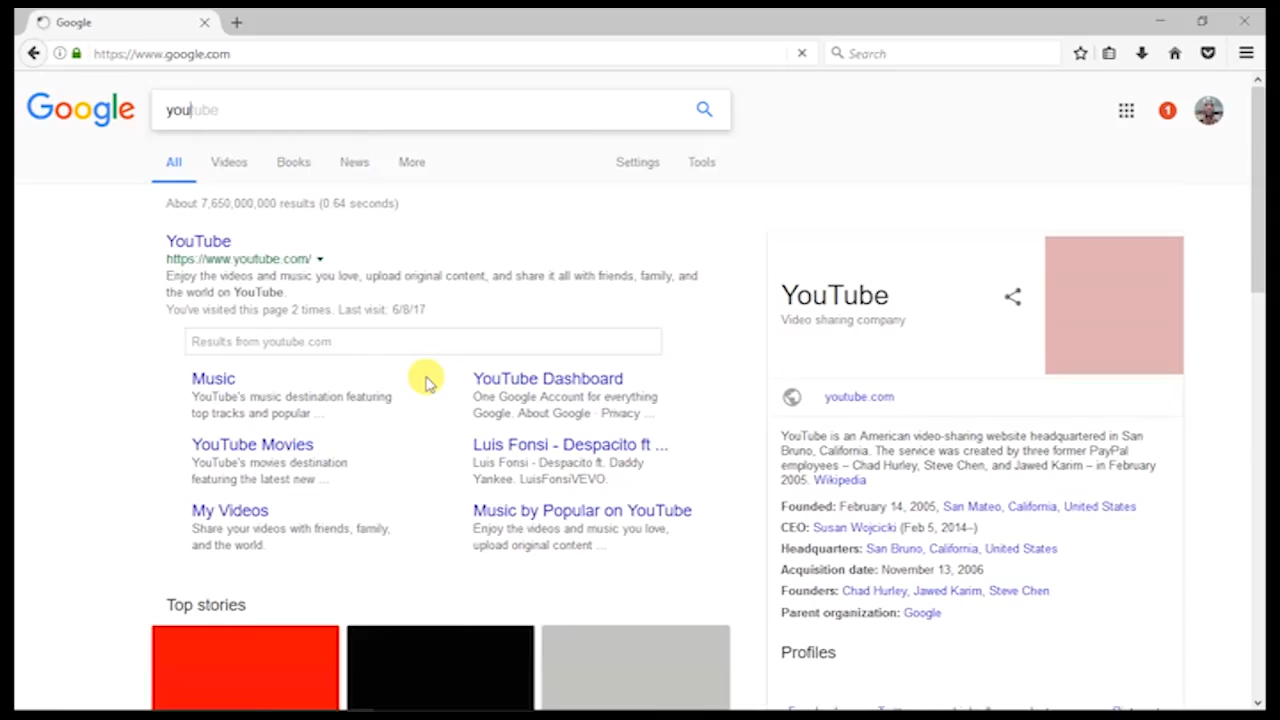 Google
https://www.google.com
Search
Google
youtube
1
All
Videos
Books
News
More
Settings
Tools
About 7,650,000,000 results (0.64 seconds)
YouTube
https://www.youtube.com/
Enjoy the videos and music you love, upload original content, and share it all with friends, family, and
the world on YouTube.
You've visited this page 2 times. Last visit: 6/8/17
Results from youtube.com
Music
YouTube's music destination featuring
top tracks and popular ...
YouTube Dashboard
One Google Account for everything
Google. About Google · Privacy ...
YouTube Movies
YouTube's movies destination
featuring the latest new ...
Luis Fonsi - Despacito ft ...
Luis Fonsi - Despacito ft. Daddy
Yankee. LuisFonsiVEVO.
My Videos
Share your videos with friends, family,
and the world.
Music by Popular on YouTube
Enjoy the videos and music you love,
upload original content ...
Top stories
YouTube
Video sharing company
youtube.com
YouTube is an American video-sharing website headquartered in San
Bruno, California. The service was created by three former PayPal
employees – Chad Hurley, Steve Chen, and Jawed Karim – in February
2005. Wikipedia
Founded: February 14, 2005, San Mateo, California, United States
CEO: Susan Wojcicki (Feb 5, 2014–)
Headquarters: San Bruno, California, United States
Acquisition date: November 13, 2006
Founders: Chad Hurley, Jawed Karim, Steve Chen
Parent organization: Google
Profiles